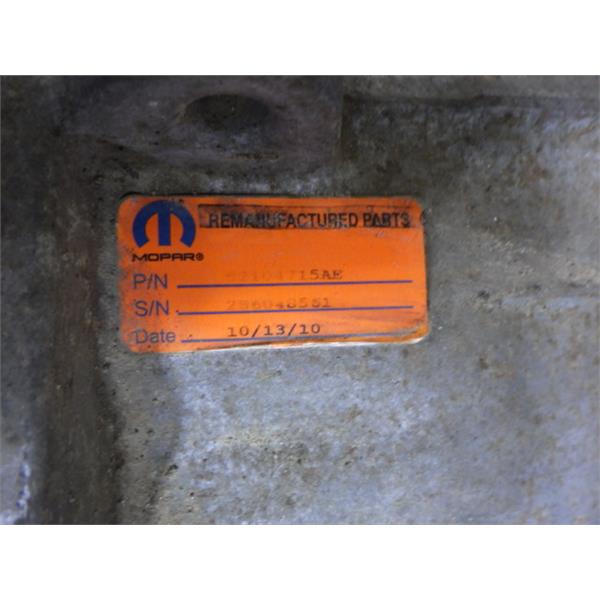 REMANUFACTURED PARTS
MOPAR®
P/N 52104715AE
S/N
Date 10/13/10